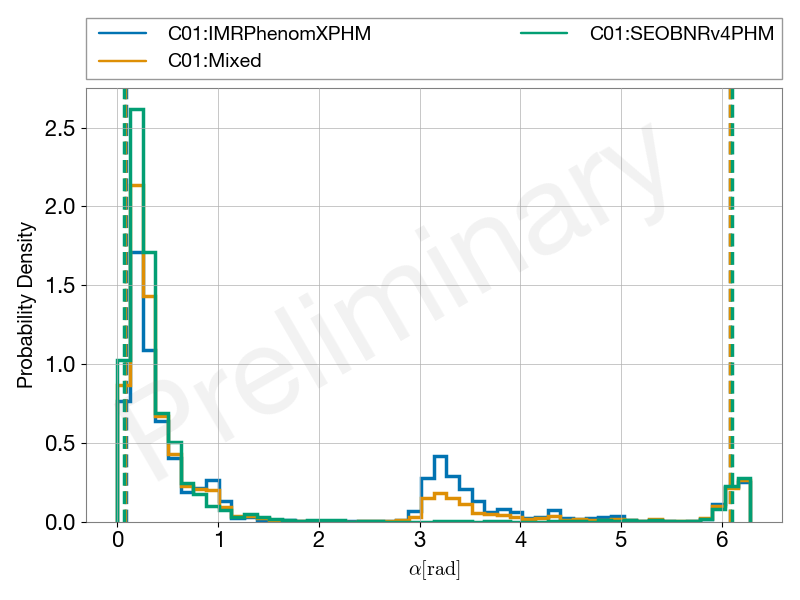 C01:IMRPhenomXPHM
C01:Mixed
C01:SEOBNRv4PHM
Preliminary
Probability Density
2.5
2.0
1.5
1.0
0.5
0.0
0 1 2 3 4 5 6
α[rad]